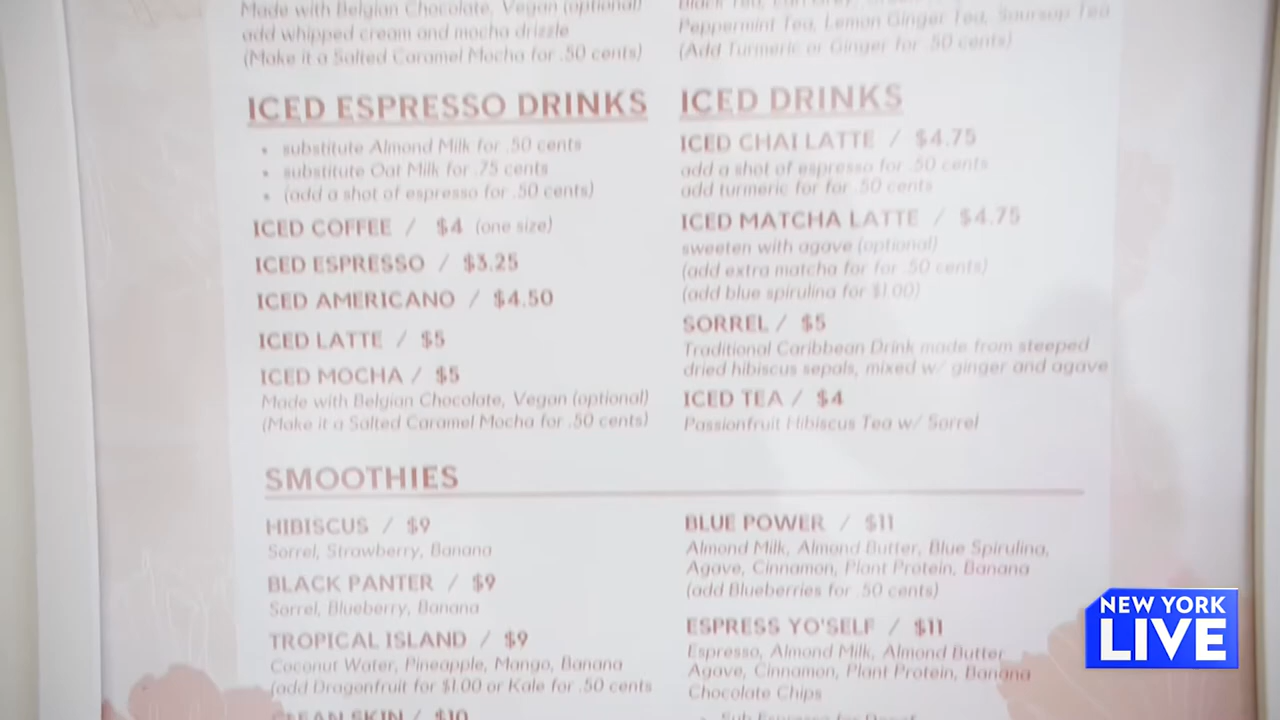 Made with Belgian Chocolate, Vegan (optional)
add whipped cream and mocha drizzle
(Make it a Salted Caramel Mocha for .50 cents)
Peppermint Tea, Lemon Ginger Tea, Soursop Tea
(Add Turmeric or Ginger for .50 cents)
ICED ESPRESSO DRINKS
• substitute Almond Milk for .50 cents
• substitute Oat Milk for .75 cents
• (add a shot of espresso for .50 cents)
ICED COFFEE / $4 (one size)
ICED ESPRESSO / $3.25
ICED AMERICANO / $4.50
ICED LATTE / $5
ICED MOCHA / $5
Made with Belgian Chocolate, Vegan (optional)
(Make it a Salted Caramel Mocha for .50 cents)
ICED DRINKS
ICED CHAI LATTE / $4.75
add a shot of espresso for .50 cents
add turmeric for for .50 cents
ICED MATCHA LATTE / $4.75
sweeten with agave (optional)
(add extra matcha for for .50 cents)
(add blue spirulina for $1.00)
SORREL / $5
Traditional Caribbean Drink made from steeped
dried hibiscus sepals, mixed w/ ginger and agave
ICED TEA / $4
Passionfruit Hibiscus Tea w/ Sorrel
SMOOTHIES
HIBISCUS / $9
Sorrel, Strawberry, Banana
BLACK PANTER / $9
Sorrel, Blueberry, Banana
TROPICAL ISLAND / $9
Coconut Water, Pineapple, Mango, Banana
(add Dragonfruit for $1.00 or Kale for .50 cents
CLEAN SKIN / $10
BLUE POWER / $11
Almond Milk, Almond Butter, Blue Spirulina,
Agave, Cinnamon, Plant Protein, Banana
(add Blueberries for .50 cents)
ESPRESS YO'SELF / $11
Espresso, Almond Milk, Almond Butter
Agave, Cinnamon, Plant Protein, Banana
Chocolate Chips
NEW YORK
LIVE